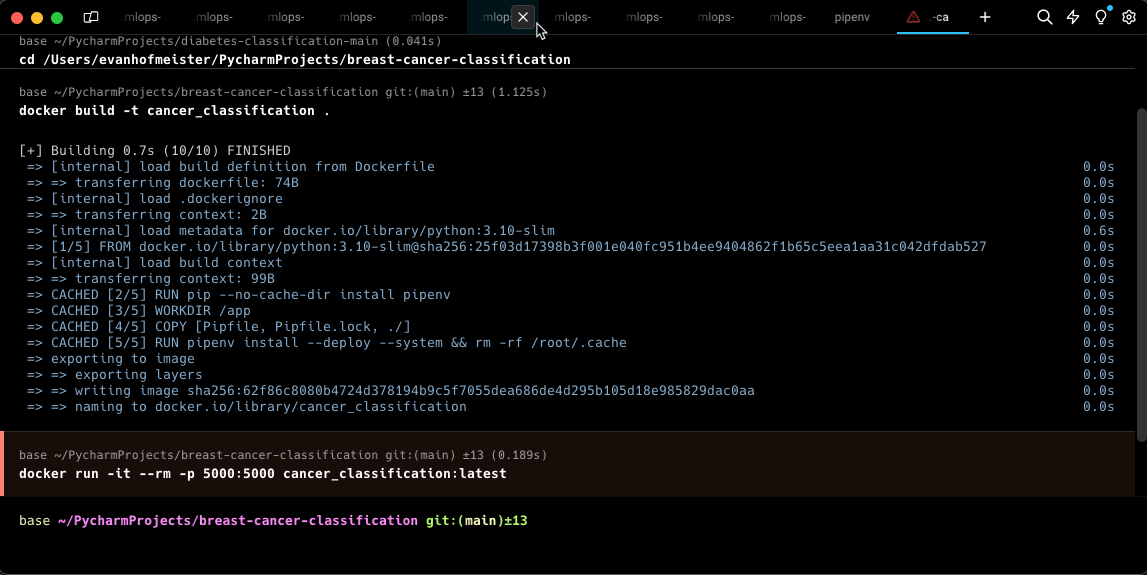 mlops- mlops- mlops- mlops- mlops- mlops mlops- mlops- mlops- mlops- pipenv -ca
base ~/PycharmProjects/diabetes-classification-main (0.041s)
cd /Users/evanhofmeister/PycharmProjects/breast-cancer-classification
base ~/PycharmProjects/breast-cancer-classification git:(main) ±13 (1.125s)
docker build -t cancer_classification .
[+] Building 0.7s (10/10) FINISHED
=> [internal] load build definition from Dockerfile 0.0s
=> => transferring dockerfile: 74B 0.0s
=> [internal] load .dockerignore 0.0s
=> => transferring context: 2B 0.0s
=> [internal] load metadata for docker.io/library/python:3.10-slim 0.6s
=> [1/5] FROM docker.io/library/python:3.10-slim@sha256:25f03d17398b3f001e040fc951b4ee9404862f1b65c5eea1aa31c042dfdab527 0.0s
=> [internal] load build context 0.0s
=> => transferring context: 99B 0.0s
=> CACHED [2/5] RUN pip --no-cache-dir install pipenv 0.0s
=> CACHED [3/5] WORKDIR /app 0.0s
=> CACHED [4/5] COPY [Pipfile, Pipfile.lock, ./] 0.0s
=> CACHED [5/5] RUN pipenv install --deploy --system && rm -rf /root/.cache 0.0s
=> exporting to image 0.0s
=> => exporting layers 0.0s
=> => writing image sha256:62f86c8080b4724d378194b9c5f7055dea686de4d295b105d18e985829dac0aa 0.0s
=> => naming to docker.io/library/cancer_classification 0.0s
base ~/PycharmProjects/breast-cancer-classification git:(main) ±13 (0.189s)
docker run -it --rm -p 5000:5000 cancer_classification:latest
base ~/PycharmProjects/breast-cancer-classification git:(main)±13